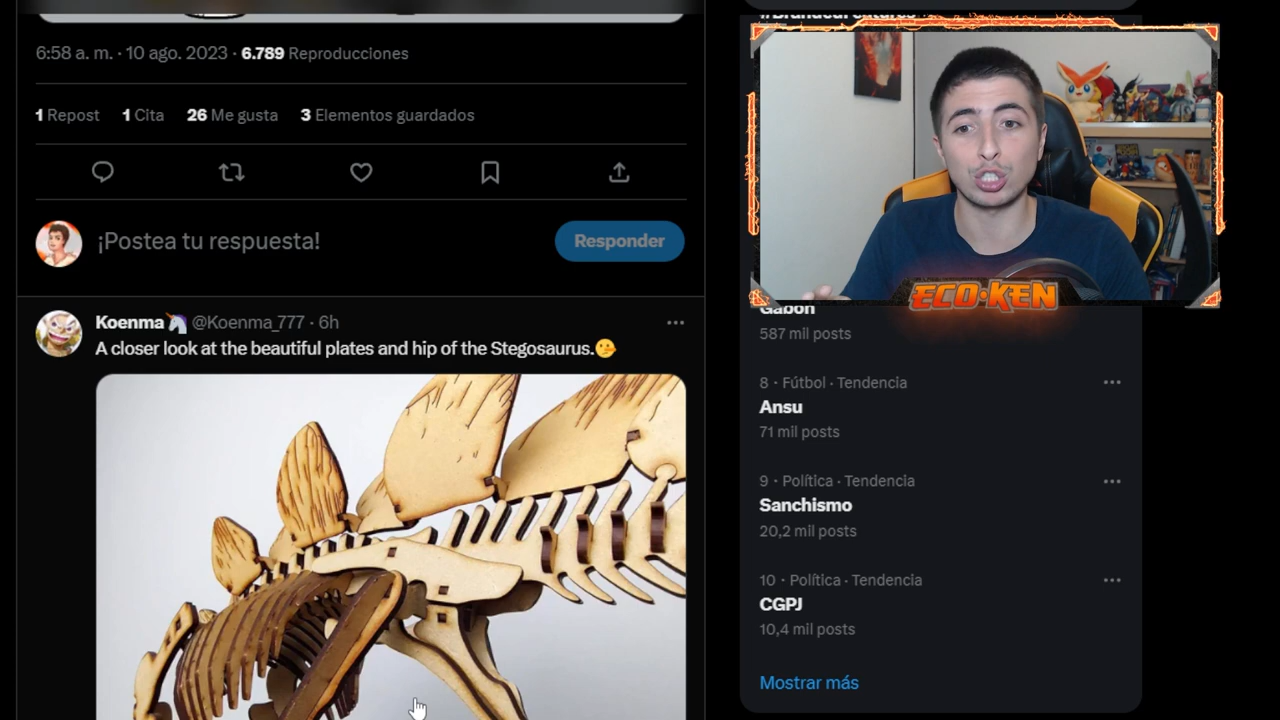 6:58 a. m. · 10 ago. 2023 · 6.789 Reproducciones
1 Repost 1 Cita 26 Me gusta 3 Elementos guardados
¡Postea tu respuesta!
Responder
Koenma🦄 @Koenma_777 · 6h
A closer look at the beautiful plates and hip of the Stegosaurus.🤔
ECO·KEN
Gabón
587 mil posts
8 · Fútbol · Tendencia
Ansu
71 mil posts
9 · Política · Tendencia
Sanchismo
20,2 mil posts
10 · Política · Tendencia
CGPJ
10,4 mil posts
Mostrar más